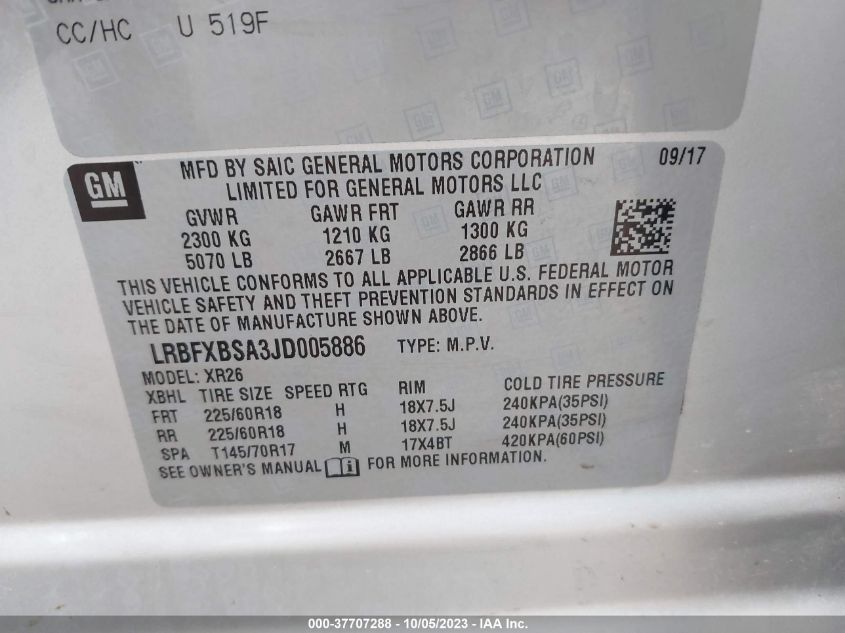 CC/HC U 519F
GM
MFD BY SAIC GENERAL MOTORS CORPORATION 09/17
LIMITED FOR GENERAL MOTORS LLC
GVWR GAWR FRT GAWR RR
2300 KG 1210 KG 1300 KG
5070 LB 2667 LB 2866 LB
THIS VEHICLE CONFORMS TO ALL APPLICABLE U.S. FEDERAL MOTOR
VEHICLE SAFETY AND THEFT PREVENTION STANDARDS IN EFFECT ON
THE DATE OF MANUFACTURE SHOWN ABOVE.
LRBFXBSA3JD005886 TYPE: M.P.V.
MODEL: XR26
XBHL TIRE SIZE SPEED RTG RIM COLD TIRE PRESSURE
FRT 225/60R18 H 18X7.5J 240KPA(35PSI)
RR 225/60R18 H 18X7.5J 240KPA(35PSI)
SPA T145/70R17 M 17X4BT 420KPA(60PSI)
SEE OWNER'S MANUAL i FOR MORE INFORMATION.
000-37707288 - 10/05/2023 - IAA Inc.